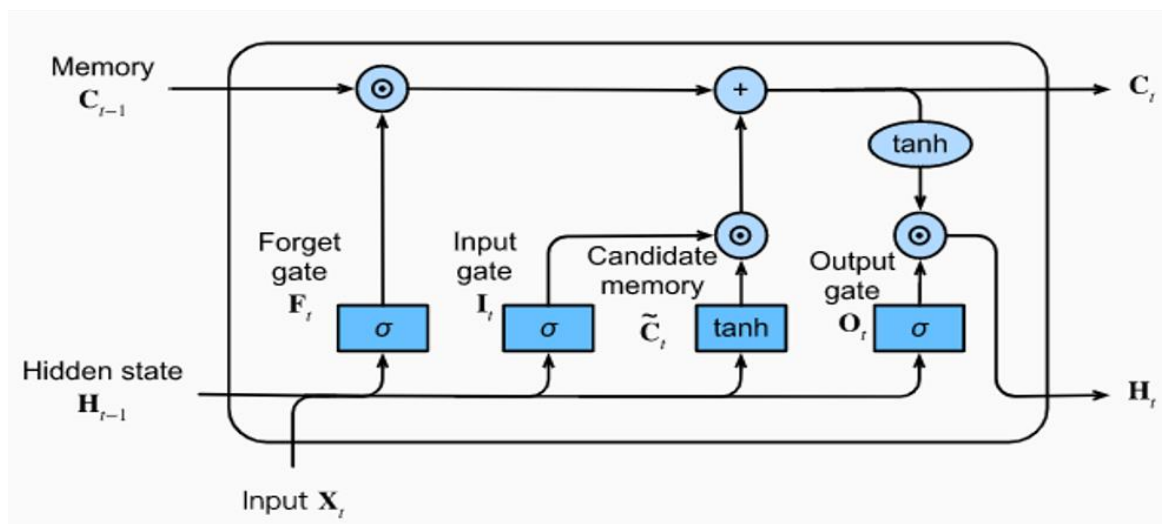 Memory
C_{t-1}
⊙
+
C_t
tanh
⊙
⊙
Forget
gate
F_t
Input
gate
I_t
Candidate
memory
C̃_t
Output
gate
O_t
σ
σ
tanh
σ
Hidden state
H_{t-1}
H_t
Input X_t